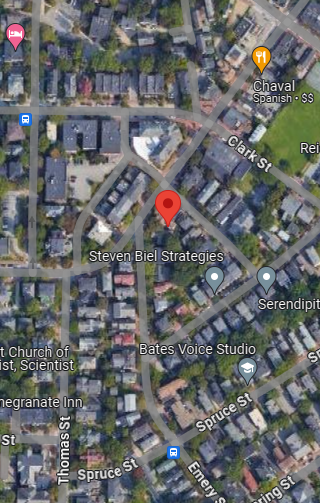 Chaval
Spanish • $$
Clark St
Rei
Steven Biel Strategies
Serendipit
t Church of
ist, Scientist
Bates Voice Studio
megranate Inn
Spruce St
Sp
St
Thomas St
Spruce St
Emery S
ring St